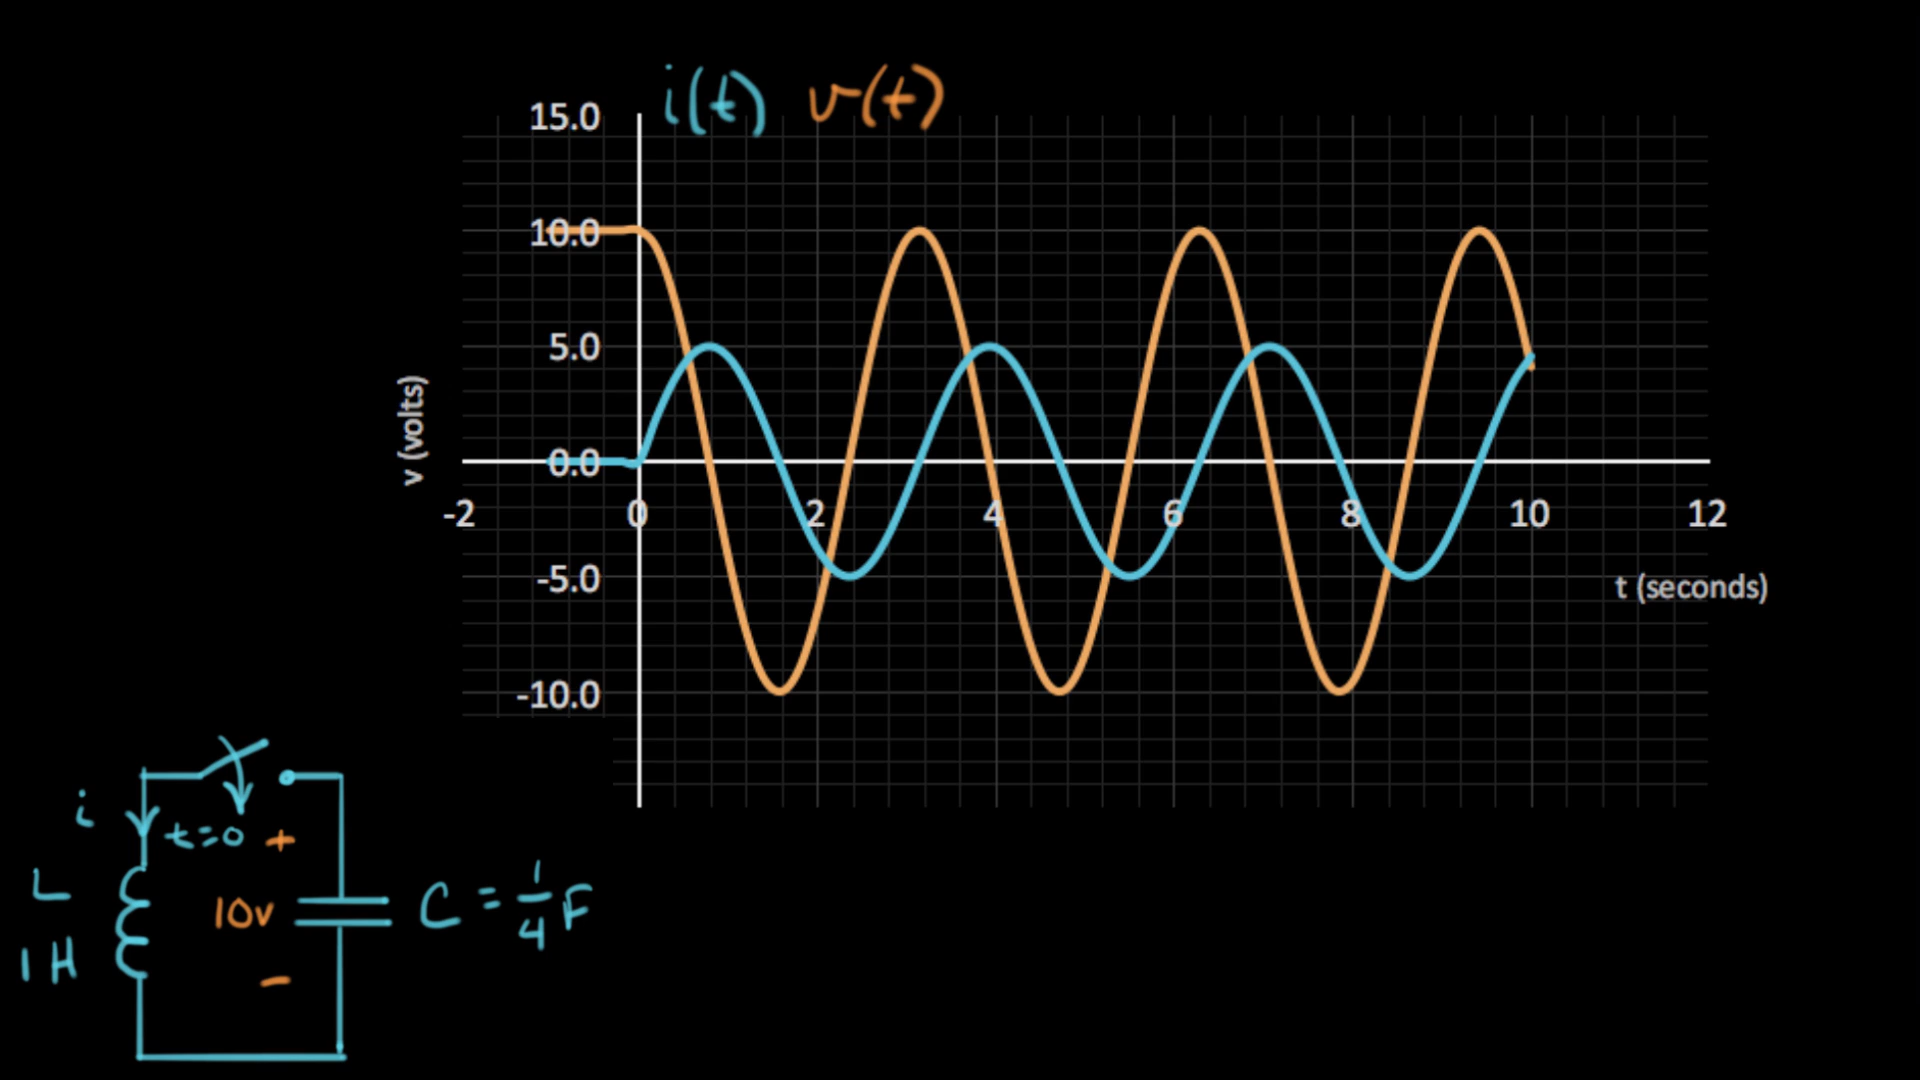 i(t) v(t)
15.0
10.0
5.0
0.0
-5.0
-10.0
v (volts)
-2 0 2 4 6 8 10 12
t (seconds)
i
t=0 +
L
10v
C = 1/4 F
1H
-